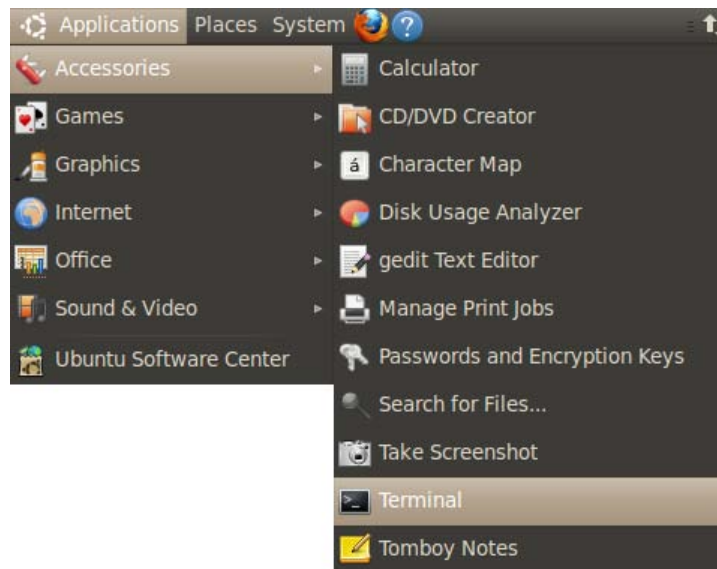 Applications Places System
Accessories
Games
Graphics
Internet
Office
Sound & Video
Ubuntu Software Center
Calculator
CD/DVD Creator
á Character Map
Disk Usage Analyzer
gedit Text Editor
Manage Print Jobs
Passwords and Encryption Keys
Search for Files...
Take Screenshot
Terminal
Tomboy Notes